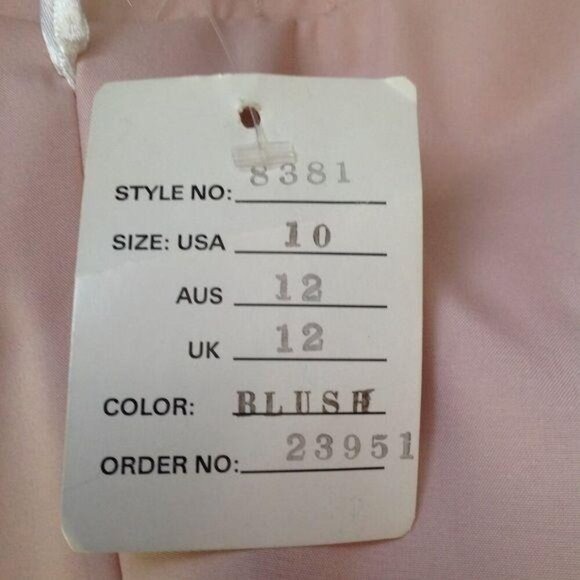 STYLE NO: 8381
SIZE: USA 10
AUS 12
UK 12
COLOR: BLUSH
ORDER NO: 23951